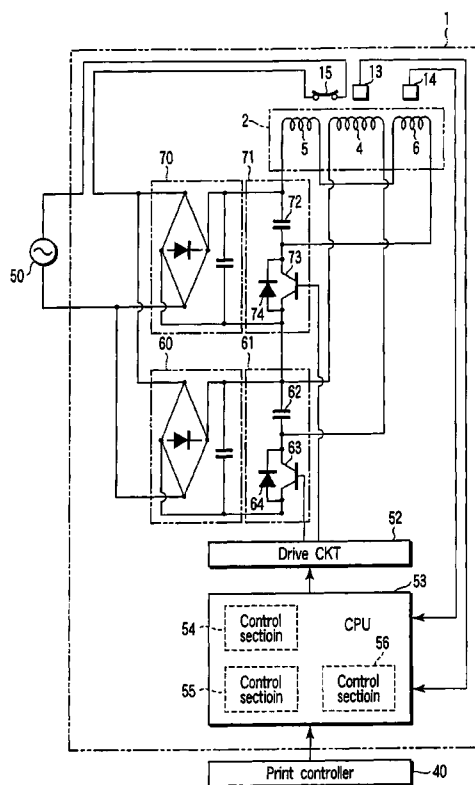 1
15
13
14
2
5
4
6
70
71
72
73
74
50
60
61
62
63
64
52
Drive CKT
53
54
Control
sectioin
CPU
56
55
Control
sectioin
Control
sectioin
Print controller
40